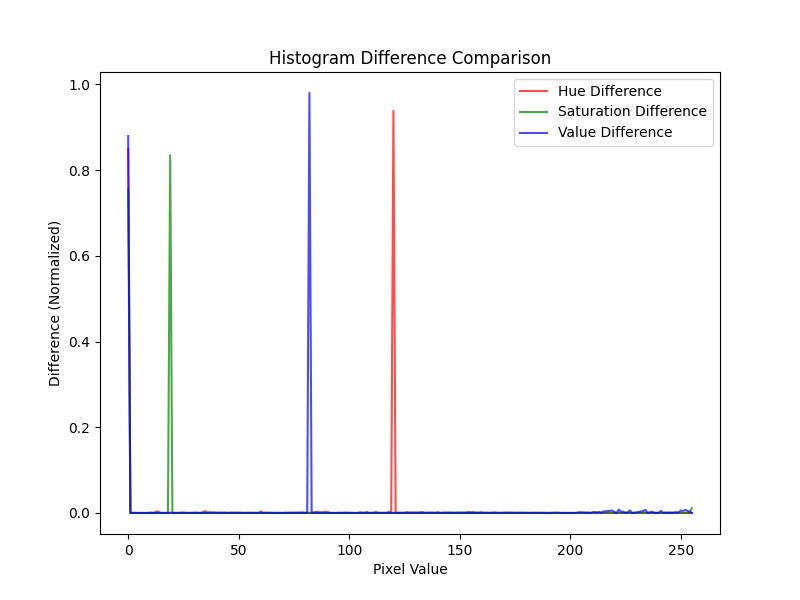 Histogram Difference Comparison
Hue Difference
Saturation Difference
Value Difference
1.0
0.8
0.6
0.4
0.2
0.0
Difference (Normalized)
0 50 100 150 200 250
Pixel Value